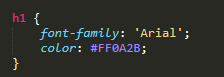 h1 {
    font-family: 'Arial';
    color: #FF0A2B;
}